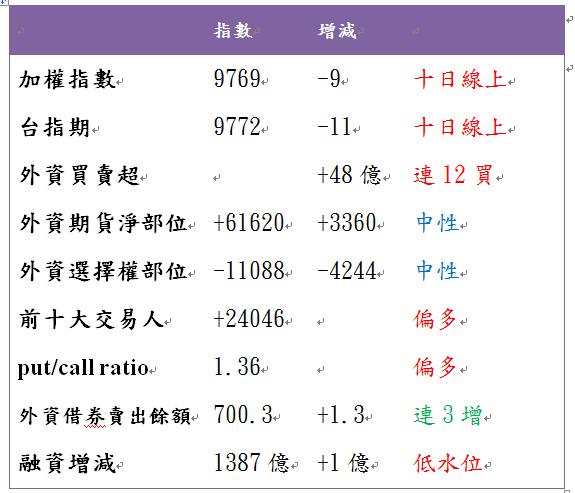 指數 增減
加權指數 9769 -9 十日線上
台指期 9772 -11 十日線上
外資買賣超 +48 億 連 12 買
外資期貨淨部位 +61620 +3360 中性
外資選擇權部位 -11088 -4244 中性
前十大交易人 +24046 偏多
put/call ratio 1.36 偏多
外資借券賣出餘額 700.3 +1.3 連 3 增
融資增減 1387 億 +1 億 低水位